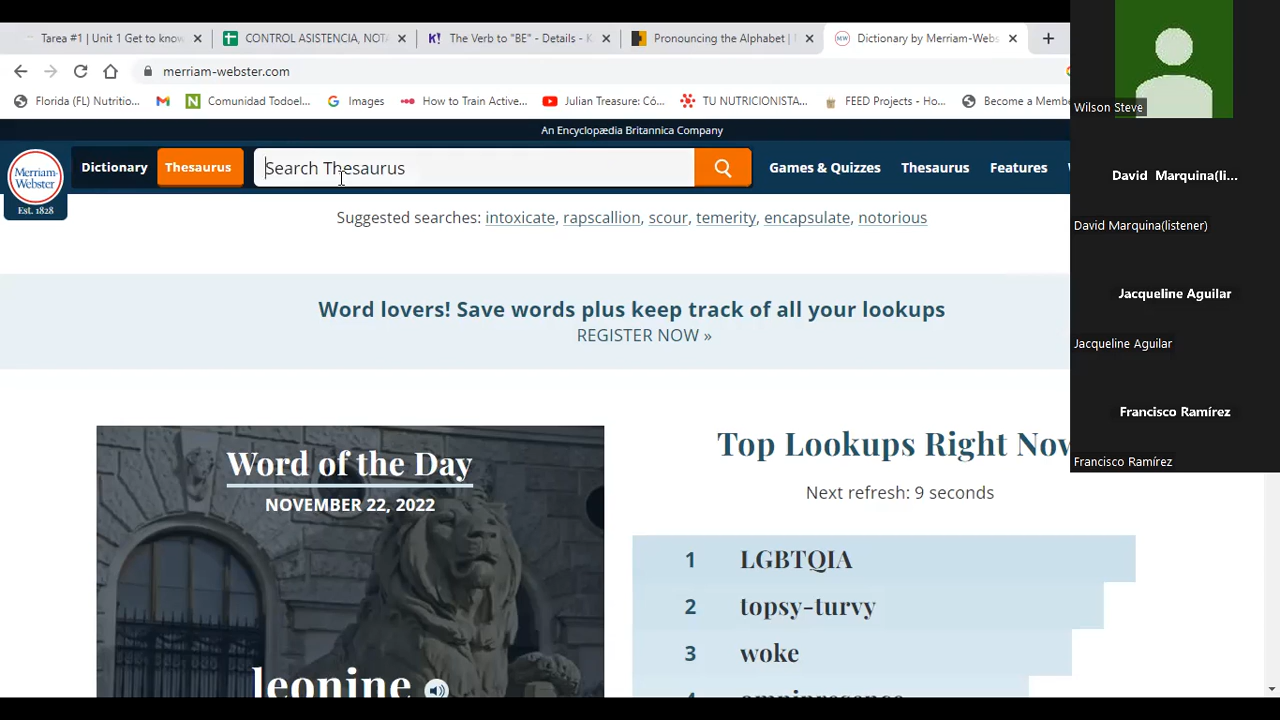 Tarea #1 | Unit 1 Get to know
CONTROL ASISTENCIA, NOTA
K! The Verb to "BE" - Details - K
Pronouncing the Alphabet |
Dictionary by Merriam-Webs
merriam-webster.com
Florida (FL) Nutritio...
Comunidad Todoel...
Images
How to Train Active...
Julian Treasure: Có...
TU NUTRICIONISTA...
FEED Projects - Ho...
Become a Memb
An Encyclopædia Britannica Company
Merriam-
Webster
Est. 1828
Dictionary
Thesaurus
Search Thesaurus
Games & Quizzes
Thesaurus
Features
Suggested searches: intoxicate, rapscallion, scour, temerity, encapsulate, notorious
Word lovers! Save words plus keep track of all your lookups
REGISTER NOW »
Word of the Day
NOVEMBER 22, 2022
leonine
Top Lookups Right Now
Next refresh: 9 seconds
1 LGBTQIA
2 topsy-turvy
3 woke
Wilson Steve
David Marquina(li...
David Marquina(listener)
Jacqueline Aguilar
Jacqueline Aguilar
Francisco Ramírez
Francisco Ramírez